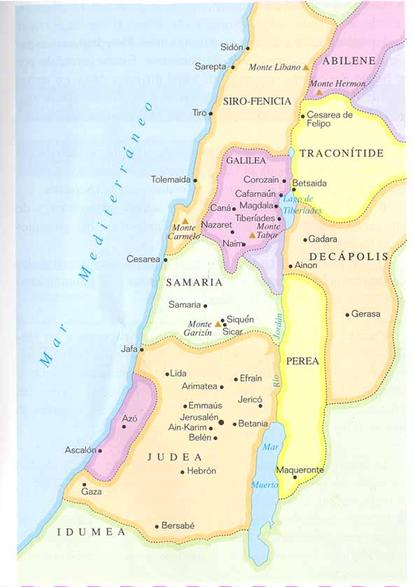 Sidón
Monte Líbano
ABILENE
Sarepta
Monte Hermon
SIRO-FENICIA
Tiro
Cesarea de
Felipo
TRACONÍTIDE
GALILEA
Tolemaida
Corozaín
Betsaida
Cafarnaún
Lago de
Tiberíades
Magdala
Caná
Tiberíades
Monte
Carmelo
Nazaret
Monte
Tabor
Naím
Gadara
Cesarea
Ainon
DECÁPOLIS
SAMARIA
Samaria
Siquén
Monte
Garizín
Sicar
Gerasa
Mar Mediterráneo
Jafa
Río Jordán
PEREA
Lida
Efraín
Arimatea
Emmaús
Jericó
Azó
Jerusalén
Ain-Karim
Betania
Belén
Ascalón
JUDEA
Mar
Muerto
Hebrón
Maqueronte
Gaza
IDUMEA
Bersabé